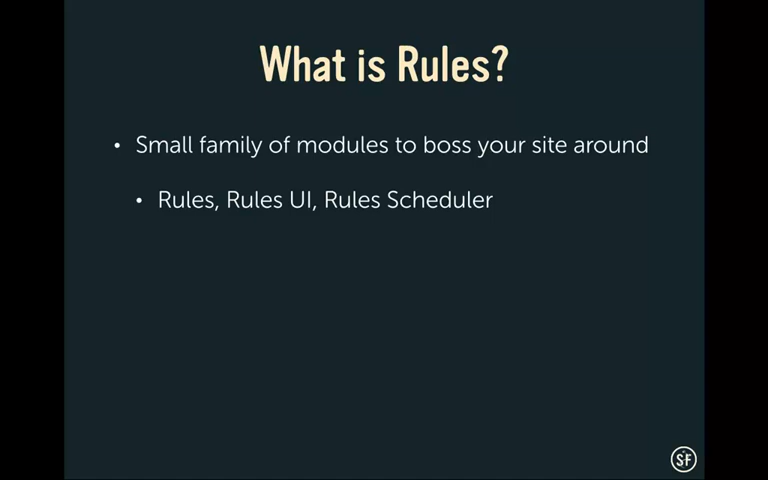 What is Rules?
• Small family of modules to boss your site around
• Rules, Rules UI, Rules Scheduler
SF